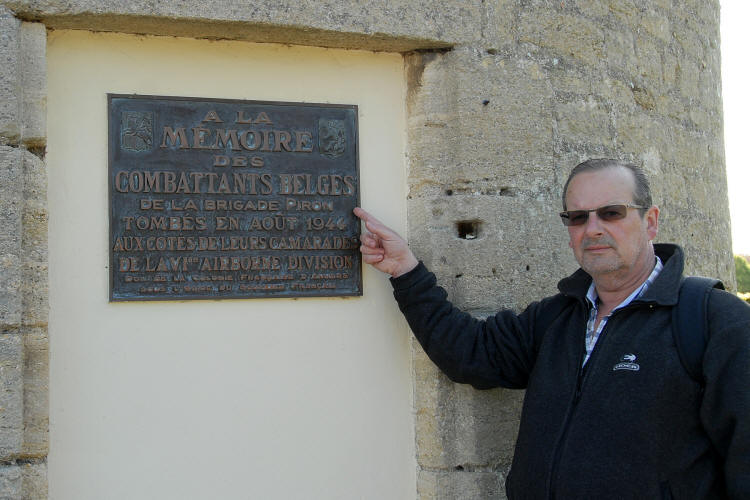 A LA
MÉMOIRE
DES
COMBATTANTS BELGES
DE LA BRIGADE PIRON
TOMBÉS EN AOÛT 1944
AUX CÔTÉS DE LEURS CAMARADES
DE LA VIème AIRBORNE DIVISION